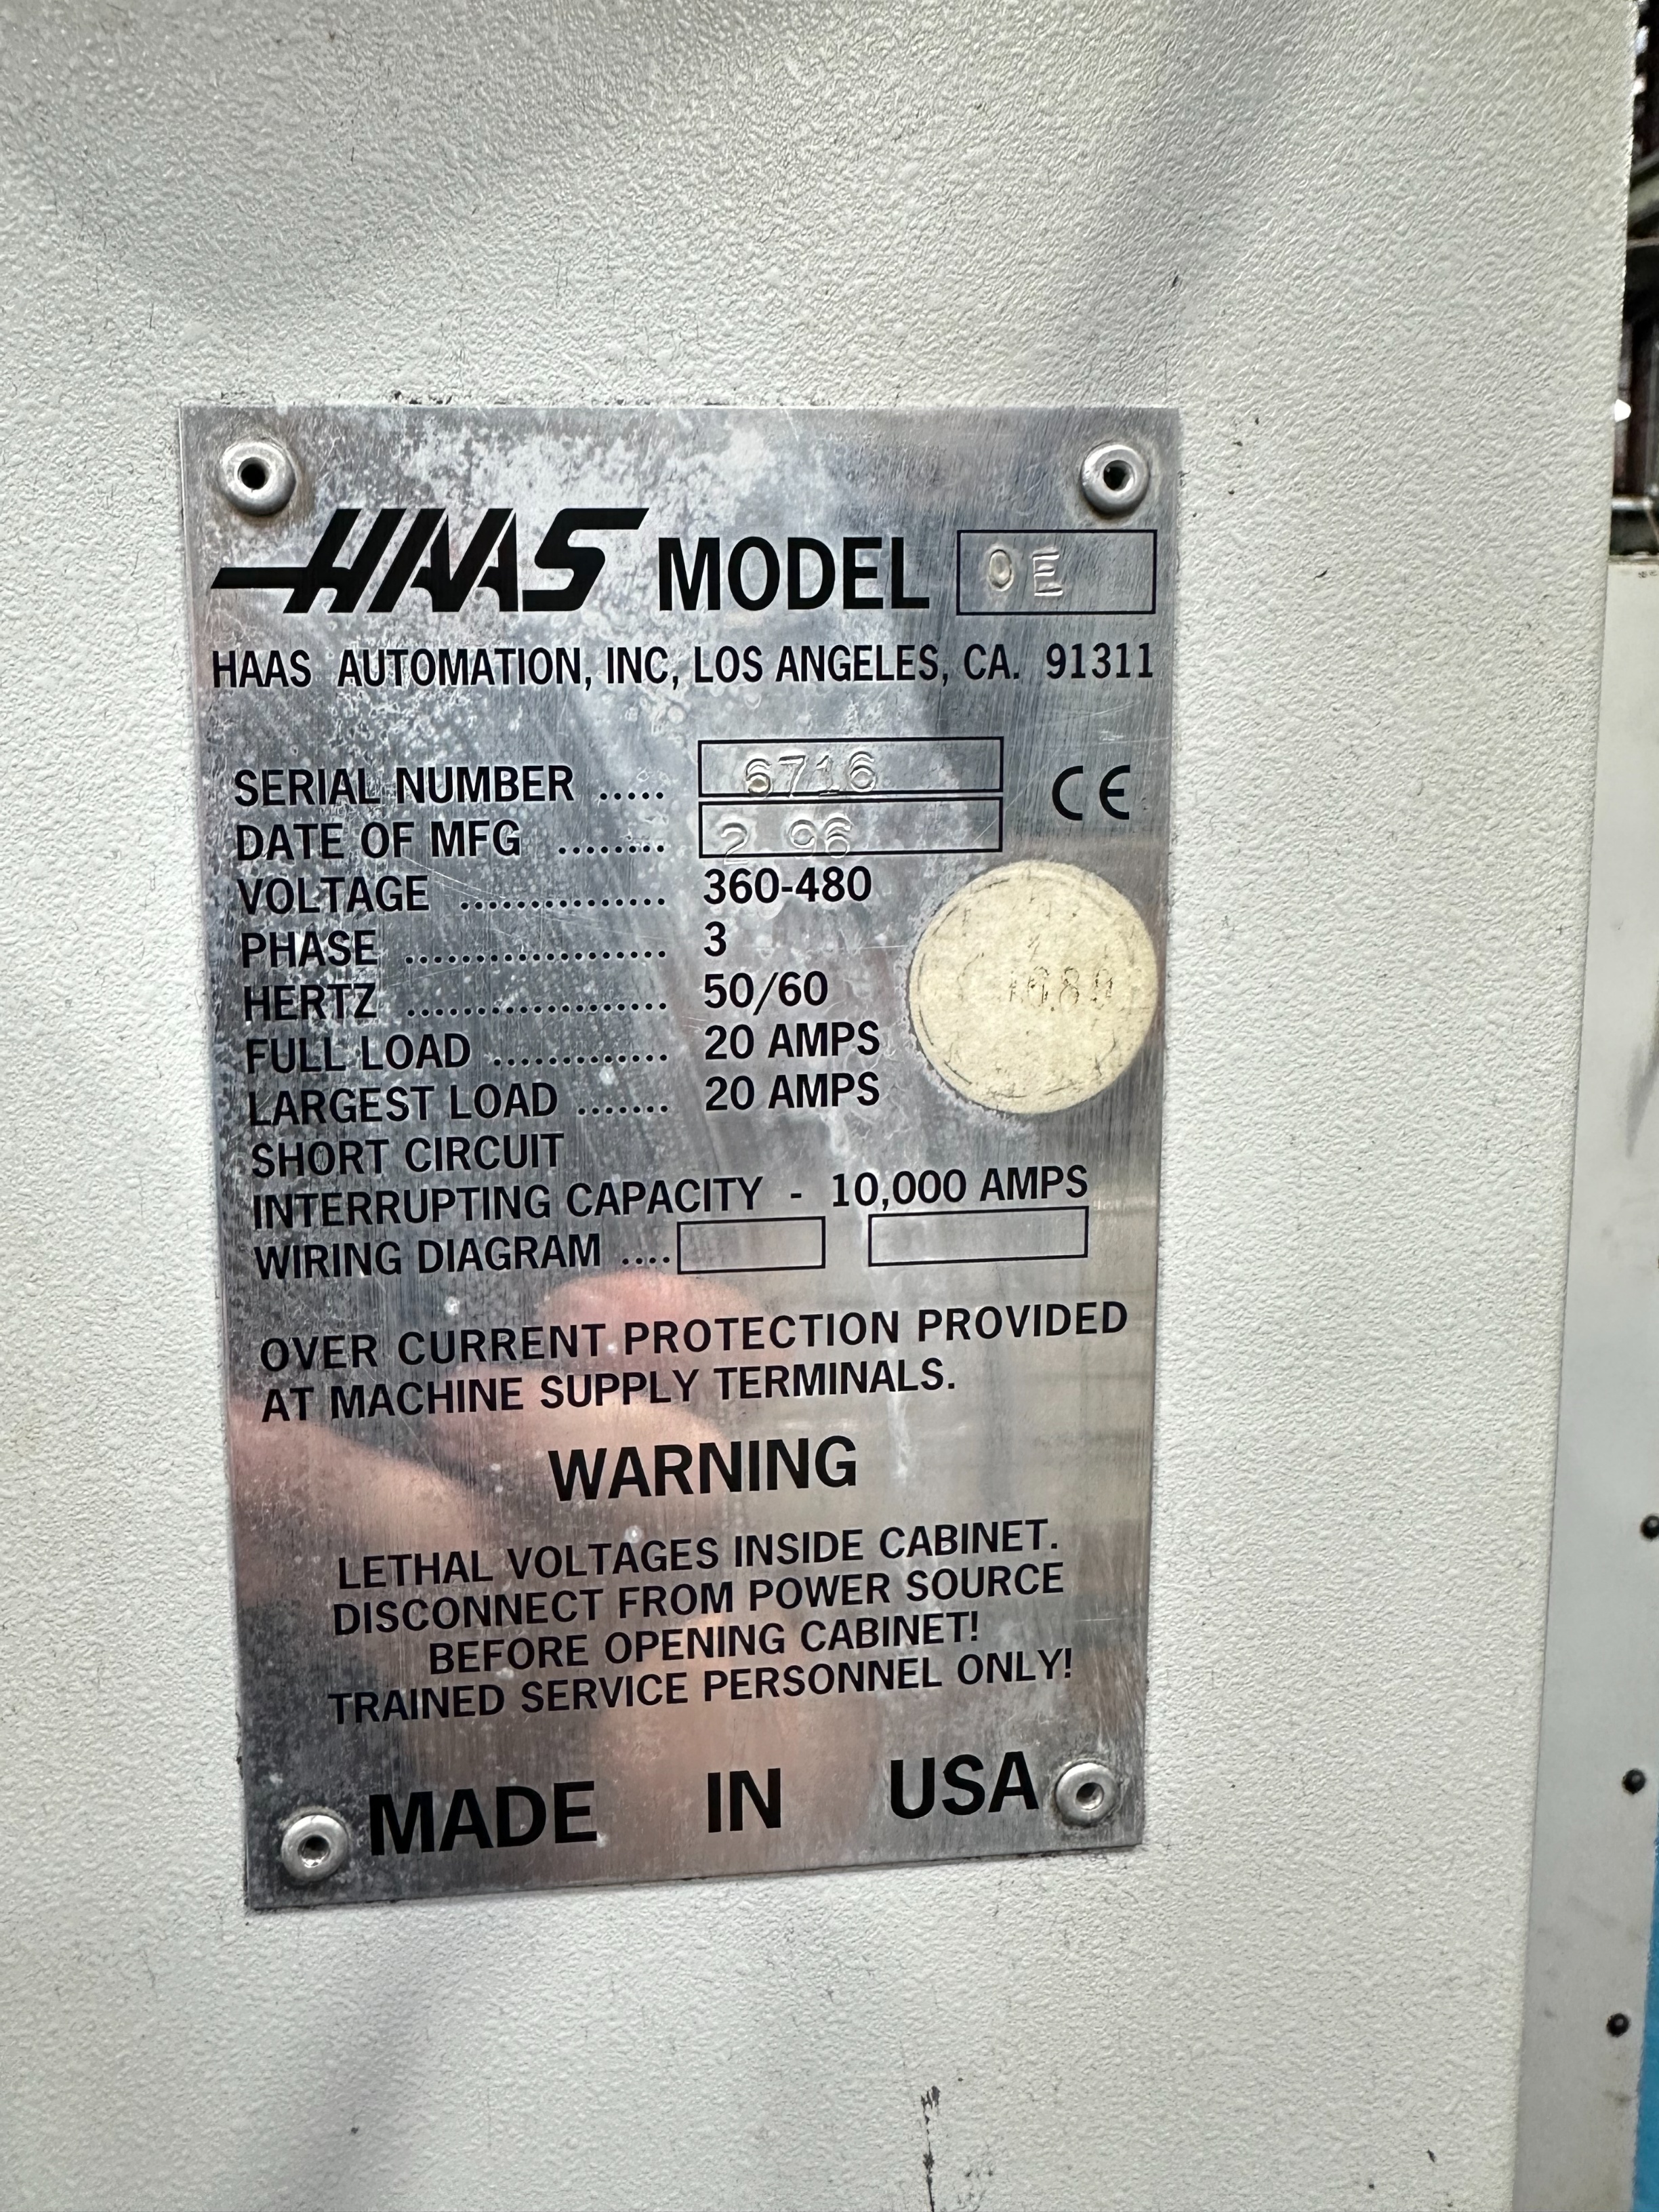 HAAS MODEL 0E
HAAS AUTOMATION, INC, LOS ANGELES, CA. 91311
SERIAL NUMBER ..... 6716
CE
DATE OF MFG ........ 2 96
VOLTAGE ............... 360-480
PHASE ................... 3
HERTZ ................... 50/60
FULL LOAD ............. 20 AMPS
LARGEST LOAD ....... 20 AMPS
SHORT CIRCUIT
INTERRUPTING CAPACITY - 10,000 AMPS
WIRING DIAGRAM ....
OVER CURRENT PROTECTION PROVIDED
AT MACHINE SUPPLY TERMINALS.
WARNING
LETHAL VOLTAGES INSIDE CABINET.
DISCONNECT FROM POWER SOURCE
BEFORE OPENING CABINET!
TRAINED SERVICE PERSONNEL ONLY!
MADE IN USA